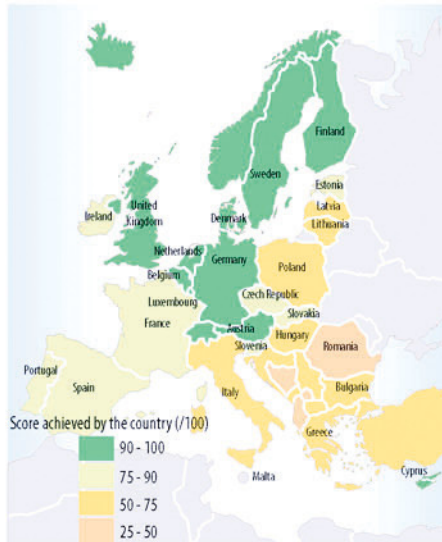 Finland
Sweden
Estonia
Latvia
Lithuania
Denmark
Ireland
United
Kingdom
Netherlands
Germany
Poland
Belgium
Czech Republic
Luxembourg
Slovakia
France
Austria
Hungary
Slovenia
Romania
Portugal
Spain
Italy
Bulgaria
Greece
Malta
Cyprus
Score achieved by the country (/100)
90 - 100
75 - 90
50 - 75
25 - 50